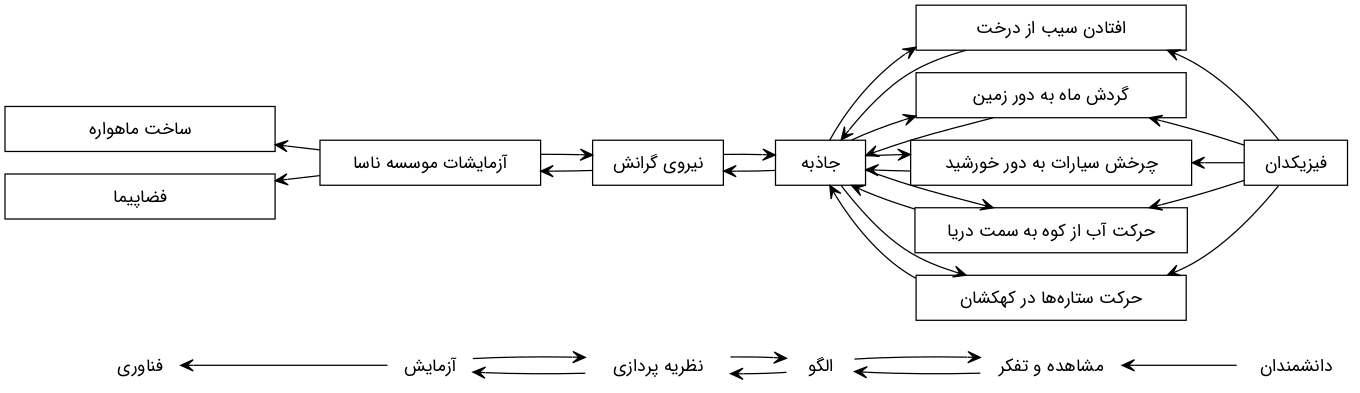 افتادن سیب از درخت
گردش ماه به دور زمین
ساخت ماهواره
فیزیکدان
چرخش سیارات به دور خورشید
جاذبه
نیروی گرانش
آزمایشات موسسه ناسا
فضاپیما
حرکت آب از کوه به سمت دریا
حرکت ستاره‌ها در کهکشان
دانشمندان
مشاهده و تفکر
الگو
نظریه پردازی
آزمایش
فناوری